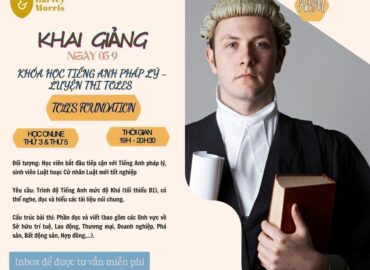 &
Harvey
Morris
H&M
KHAI GIẢNG
NGÀY 05-9
KHÓA HỌC TIẾNG ANH PHÁP LÝ –
LUYỆN THI TOLES
TOLES FOUNDATION
HỌC ONLINE
THỨ 3 & THỨ 5
THỜI GIAN
19H - 20H30
Đối tượng: Học viên bắt đầu tiếp cận với Tiếng Anh pháp lý,
sinh viên Luật hoặc Cử nhân Luật mới tốt nghiệp
Yêu cầu: Trình độ Tiếng Anh mức độ Khá (tối thiểu B1), có
thể nghe, đọc và hiểu các tài liệu nói chung.
Cấu trúc bài thi: Phần đọc và viết (bao gồm các lĩnh vực về
Sở hữu trí tuệ, Lao động, Thương mại, Doanh nghiệp, Phá
sản, Bất động sản, Hợp đồng,...).
Inbox để được tư vấn miễn phí